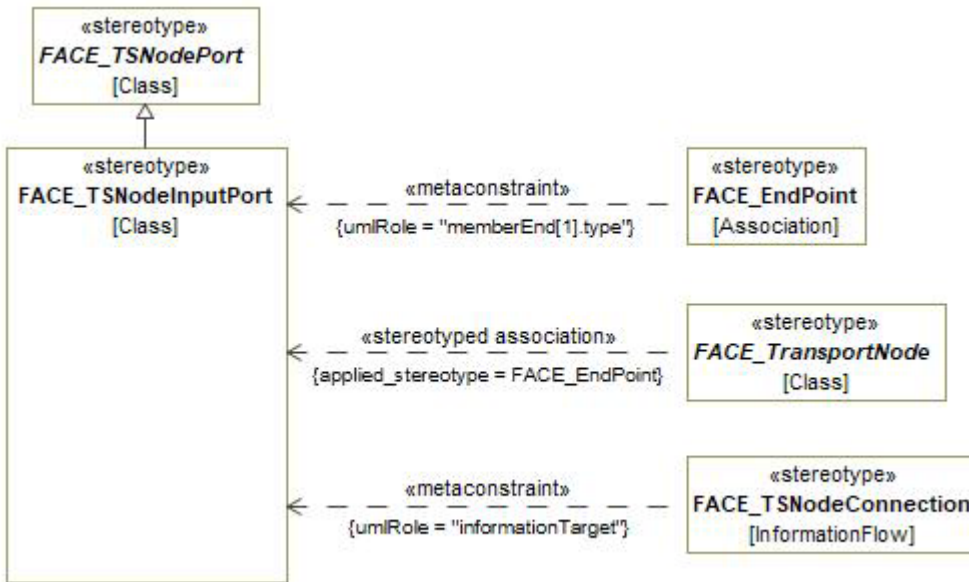 «stereotype»
FACE_TSNodePort
[Class]
«stereotype»
FACE_TSNodeInputPort
[Class]
«metaconstraint»
{umlRole = "memberEnd[1].type"}
«stereotype»
FACE_EndPoint
[Association]
«stereotyped association»
{applied_stereotype = FACE_EndPoint}
«stereotype»
FACE_TransportNode
[Class]
«metaconstraint»
{umlRole = "informationTarget"}
«stereotype»
FACE_TSNodeConnection
[InformationFlow]